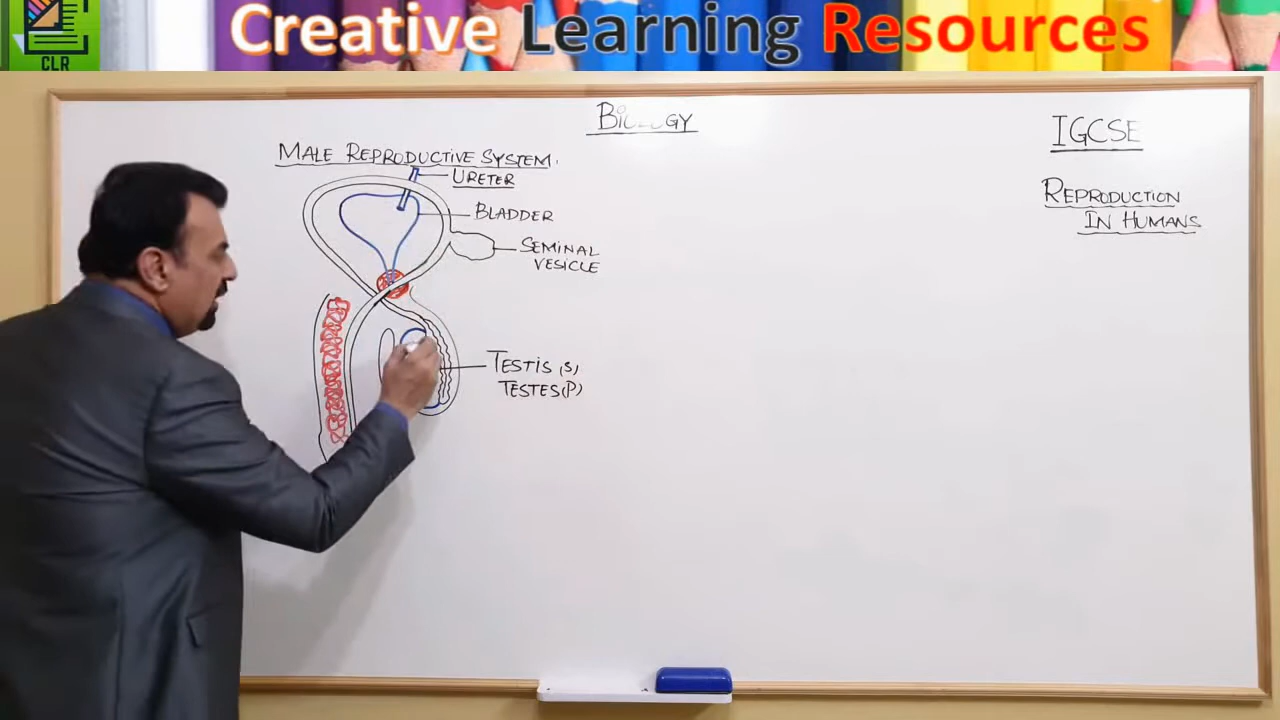 CLR
Creative Learning Resources
BIOLOGY
IGCSE
REPRODUCTION
IN HUMANS
MALE REPRODUCTIVE SYSTEM.
URETER
BLADDER
SEMINAL
VESICLE
TESTIS (S)
TESTES (P)